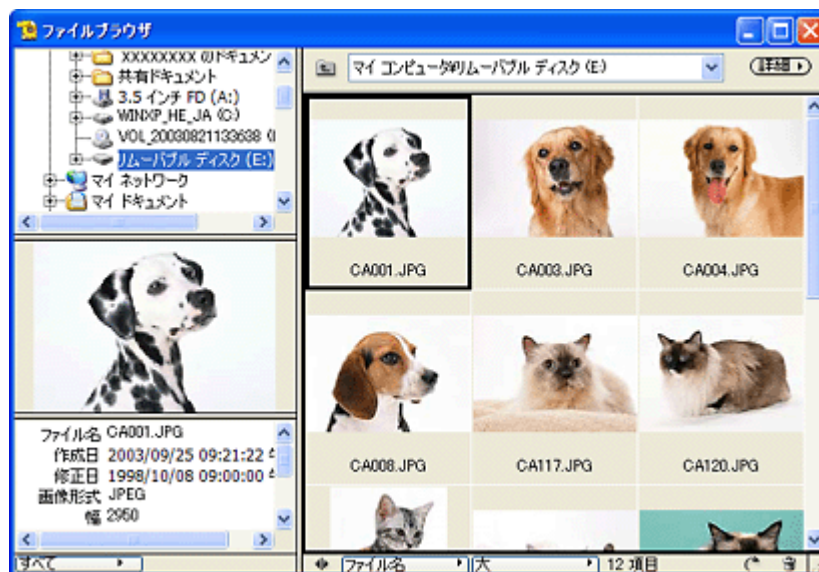 ファイルブラウザ
XXXXXXXX のドキュメン
共有ドキュメント
3.5 インチ FD (A:)
WINXP_HE_JA (C:)
VOL_20030821133638 (
リムーバブル ディスク (E:)
マイ ネットワーク
マイ ドキュメント
マイ コンピュータ¥リムーバブル ディスク (E:)
詳細
CA001.JPG
CA003.JPG
CA004.JPG
CA008.JPG
CA117.JPG
CA120.JPG
ファイル名 CA001.JPG
作成日 2003/09/25 09:21:22
修正日 1998/10/08 09:00:00
画像形式 JPEG
幅 2950
すべて
ファイル名
大
12 項目